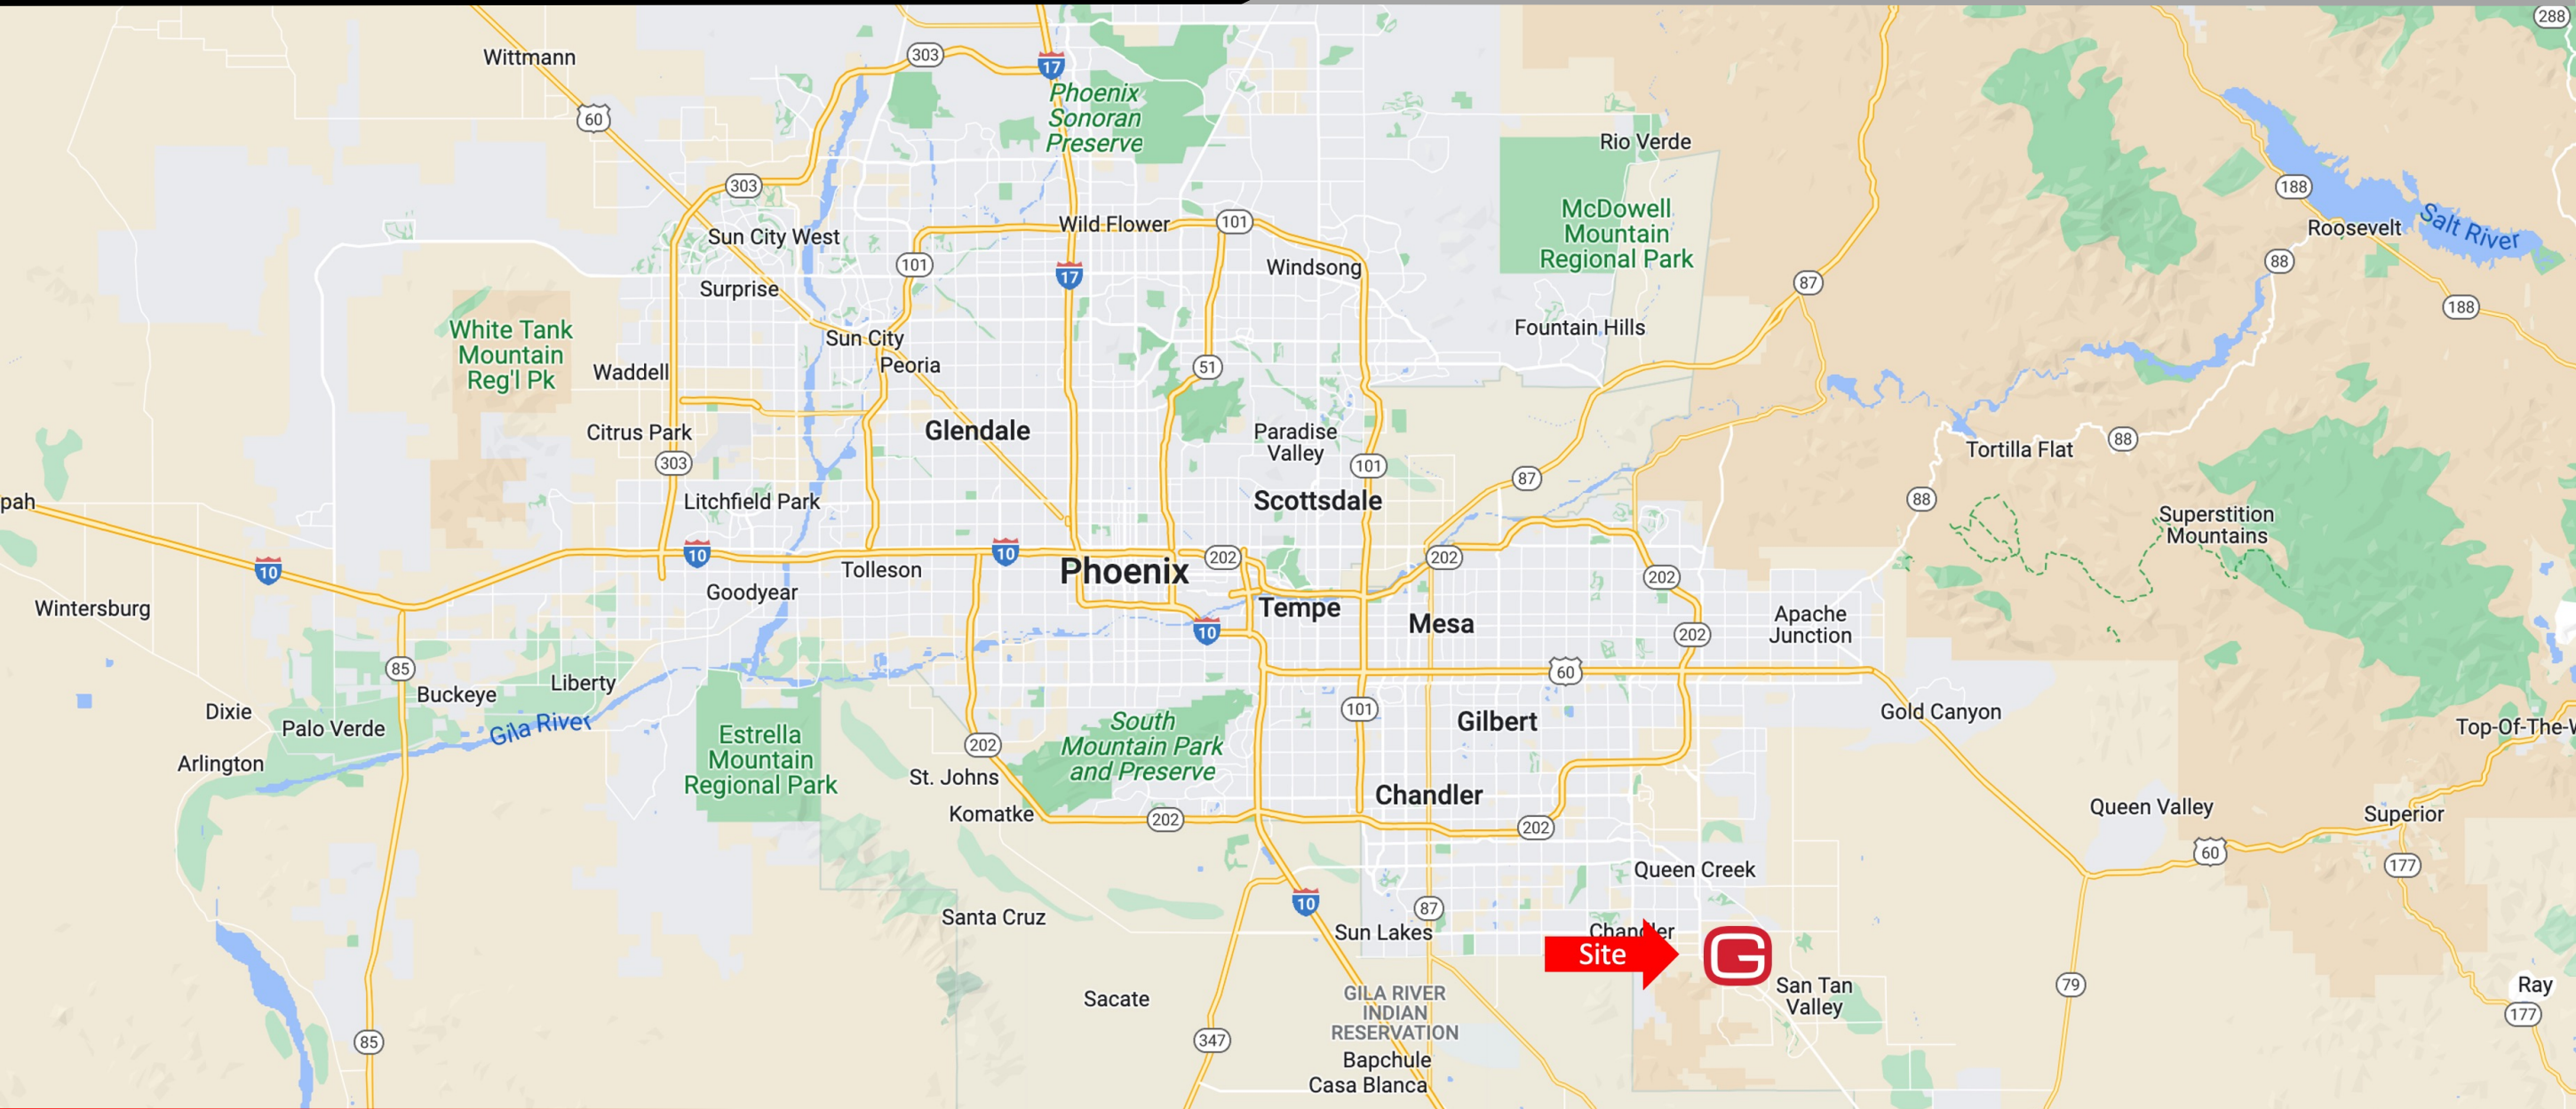 288
Wittmann
303
17
60
Phoenix
Sonoran
Preserve
Rio Verde
303
188
McDowell
Mountain
Regional Park
Wild Flower
101
Roosevelt
Salt River
Sun City West
101
17
Windsong
88
87
Surprise
188
White Tank
Mountain
Reg'l Pk
Sun City
Fountain Hills
Waddell
Peoria
51
Citrus Park
Glendale
Paradise
Valley
88
Tortilla Flat
303
101
87
pah
Litchfield Park
Scottsdale
88
Superstition
Mountains
10
10
10
202
202
Phoenix
Tolleson
202
Goodyear
Wintersburg
Tempe
Mesa
Apache
Junction
10
202
85
60
Buckeye
Liberty
Dixie
Palo Verde
Gila River
101
Gilbert
Gold Canyon
Top-Of-The-W
South
Mountain Park
and Preserve
Estrella
Mountain
Regional Park
202
Arlington
St. Johns
Chandler
Komatke
202
202
Queen Valley
Superior
60
177
Queen Creek
Santa Cruz
10
87
Sun Lakes
Chandler
Site
G
San Tan
Valley
79
Ray
Sacate
GILA RIVER
INDIAN
RESERVATION
177
85
347
Bapchule
Casa Blanca